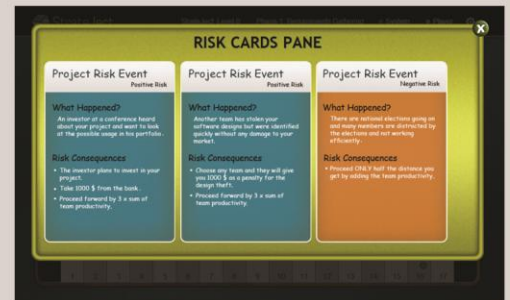 RISK CARDS PANE
Project Risk Event
Positive Risk
What Happened?
An investor at a conference heard
about your project and want to look
at the possible usage in his portfolio.
Risk Consequences
• The investor plans to invest in your
project.
• Take 1000 $ from the bank.
• Proceed forward by 3 x sum of
team productivity.
Project Risk Event
Positive Risk
What Happened?
Another team has stolen your
software designs but were identified
quickly without any damage to your
market.
Risk Consequences
• Choose any team and they will give
you 1000 $ as a penalty for the
design theft.
• Proceed forward by 3 x sum of
team productivity.
Project Risk Event
Negative Risk
What Happened?
There are national elections going on
and many members are distracted by
the elections and not working
efficiently.
Risk Consequences
• Proceed ONLY half the distance you
get by adding the team productivity.